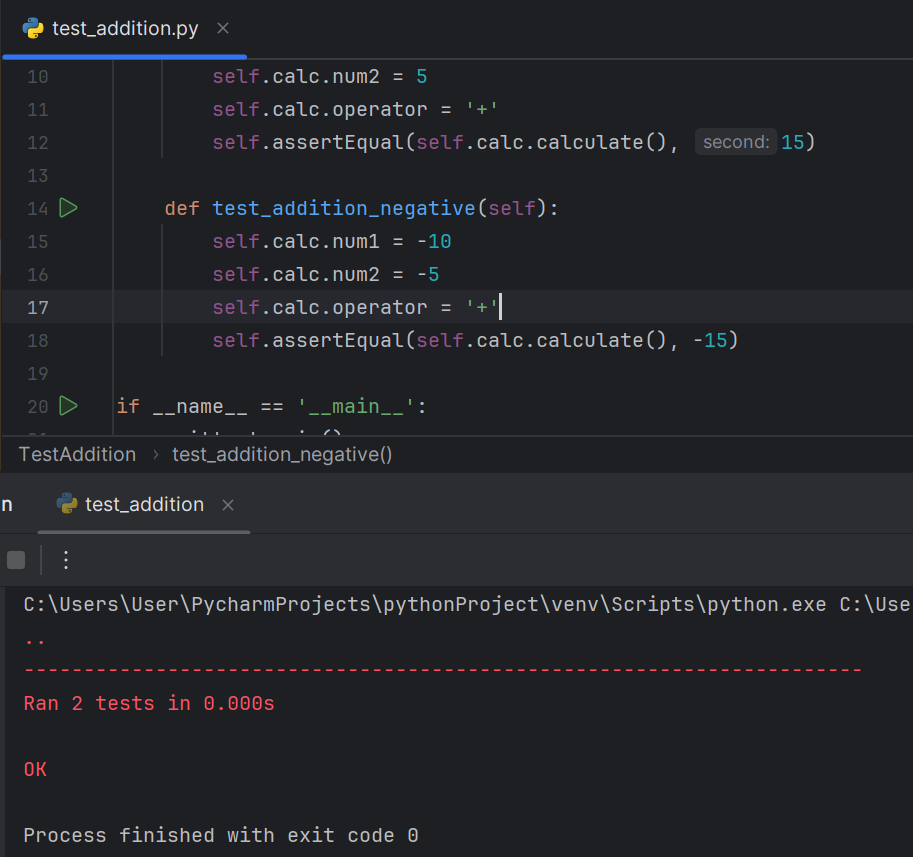 test_addition.py
10 self.calc.num2 = 5
11 self.calc.operator = '+'
12 self.assertEqual(self.calc.calculate(), second: 15)
13
14 def test_addition_negative(self):
15 self.calc.num1 = -10
16 self.calc.num2 = -5
17 self.calc.operator = '+'
18 self.assertEqual(self.calc.calculate(), -15)
19
20 if __name__ == '__main__':
TestAddition › test_addition_negative()
n test_addition
C:\Users\User\PycharmProjects\pythonProject\venv\Scripts\python.exe C:\Use
..
----------------------------------------------------------------------
Ran 2 tests in 0.000s
OK
Process finished with exit code 0